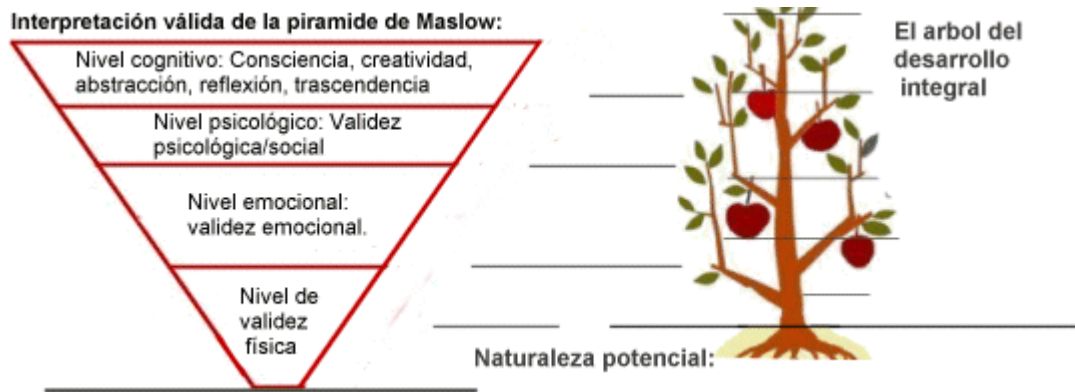 Interpretación válida de la piramide de Maslow:
Nivel cognitivo: Consciencia, creatividad,
abstracción, reflexión, trascendencia
Nivel psicológico: Validez
psicológica/social
Nivel emocional:
validez emocional.
Nivel de
validez
física
El arbol del
desarrollo
integral
Naturaleza potencial: